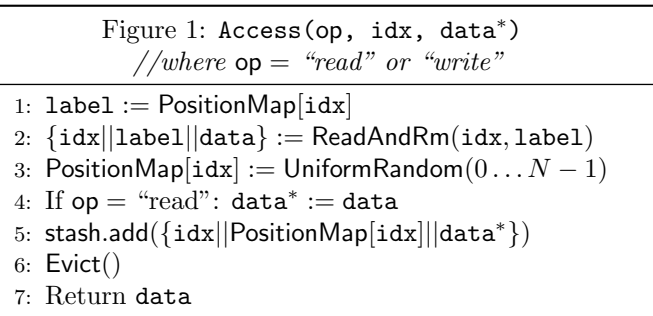 Figure 1: Access(op, idx, data*)
//where op = “read” or “write”
1: label := PositionMap[idx]
2: {idx||label||data} := ReadAndRm(idx, label)
3: PositionMap[idx] := UniformRandom(0 . . . N − 1)
4: If op = “read”: data* := data
5: stash.add({idx||PositionMap[idx]||data*})
6: Evict()
7: Return data